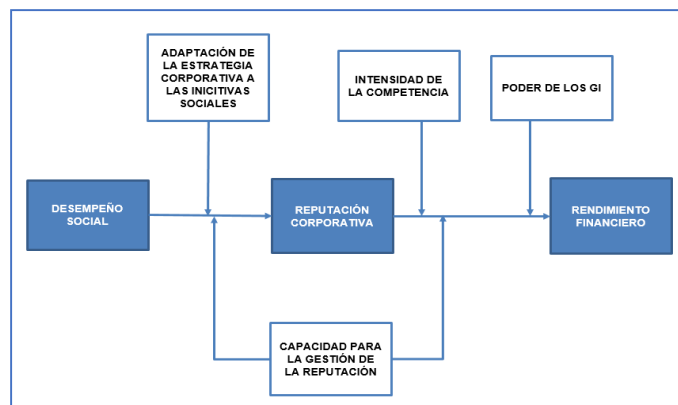 ADAPTACIÓN DE
LA ESTRATEGIA
CORPORATIVA A
LAS INICITIVAS
SOCIALES
INTENSIDAD DE
LA COMPETENCIA
PODER DE LOS GI
DESEMPEÑO
SOCIAL
REPUTACIÓN
CORPORATIVA
RENDIMIENTO
FINANCIERO
CAPACIDAD PARA
LA GESTIÓN DE
LA REPUTACIÓN